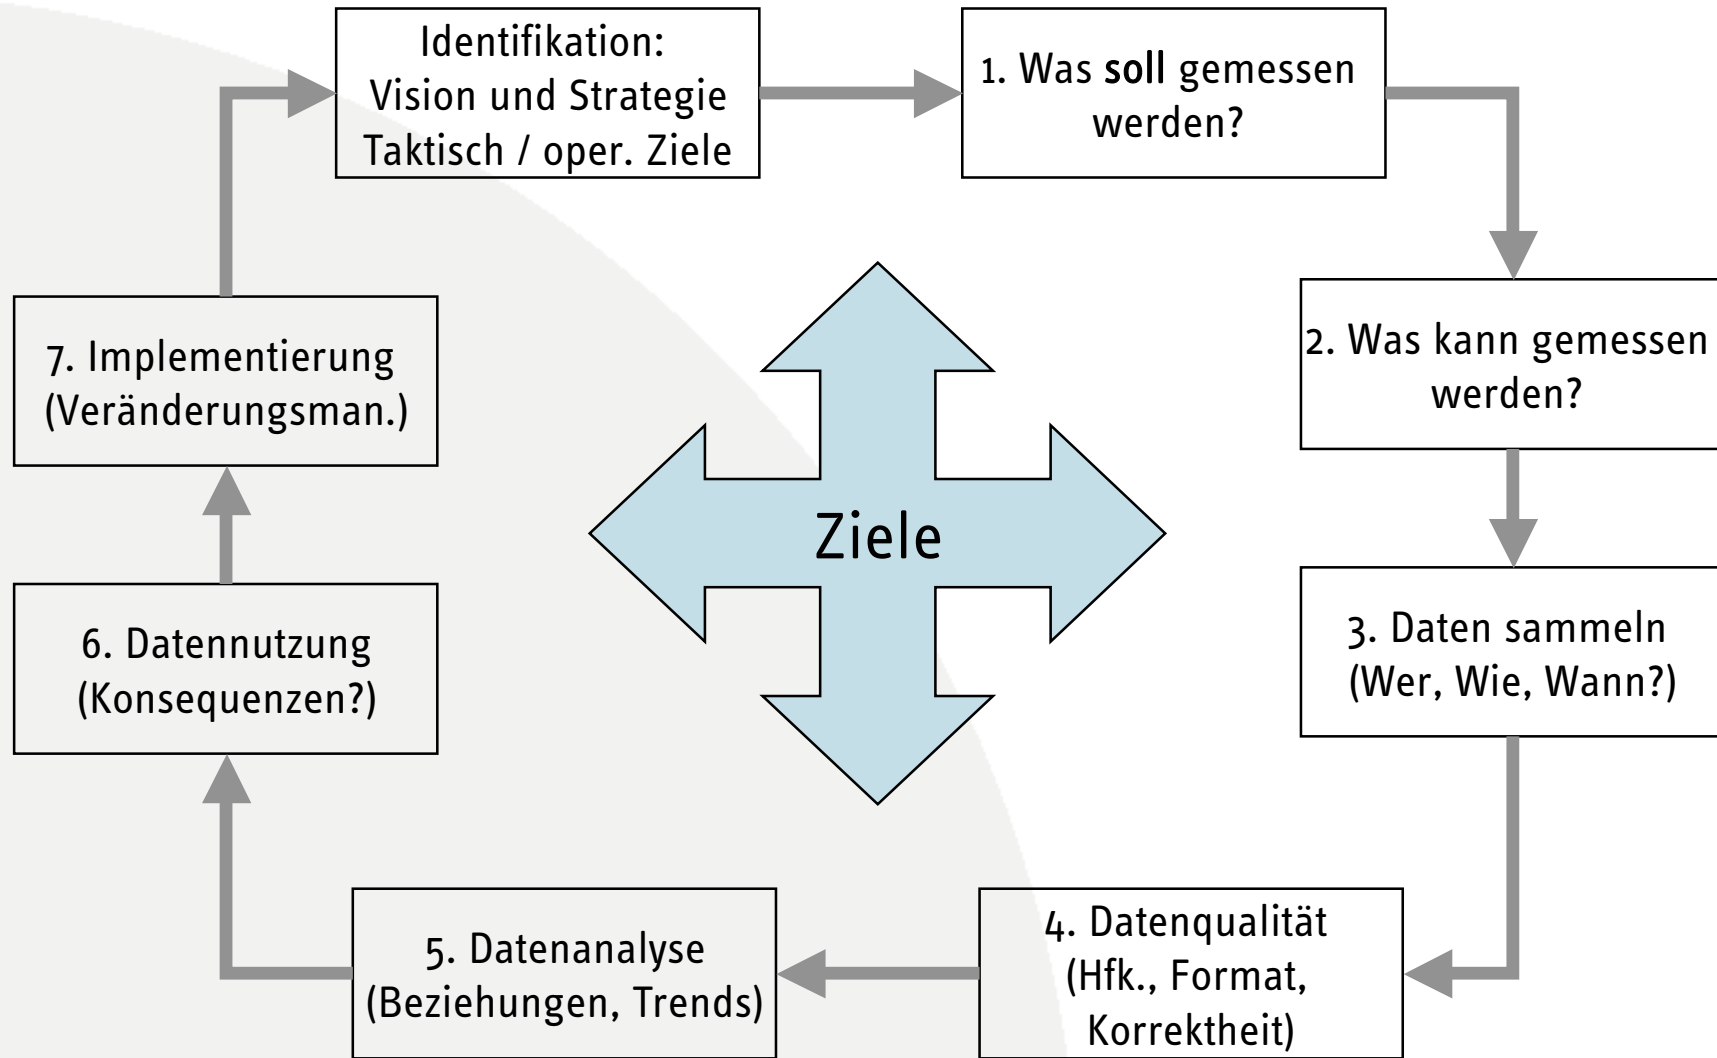 Identifikation:
Vision und Strategie
Taktisch / oper. Ziele
1. Was soll gemessen
werden?
2. Was kann gemessen
werden?
3. Daten sammeln
(Wer, Wie, Wann?)
4. Datenqualität
(Hfk., Format,
Korrektheit)
5. Datenanalyse
(Beziehungen, Trends)
6. Datennutzung
(Konsequenzen?)
7. Implementierung
(Veränderungsman.)
Ziele